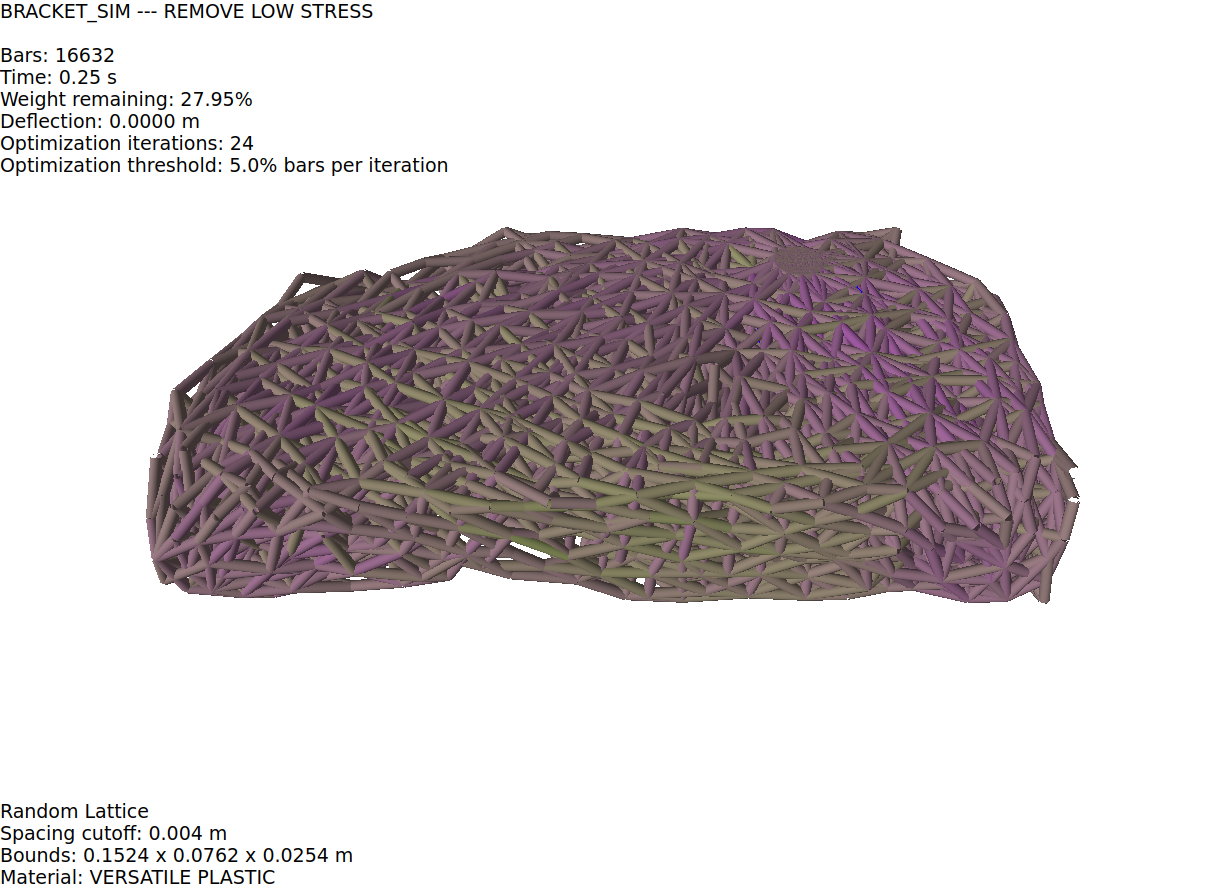 BRACKET_SIM --- REMOVE LOW STRESS
Bars: 16632
Time: 0.25 s
Weight remaining: 27.95%
Deflection: 0.0000 m
Optimization iterations: 24
Optimization threshold: 5.0% bars per iteration
Random Lattice
Spacing cutoff: 0.004 m
Bounds: 0.1524 x 0.0762 x 0.0254 m
Material: VERSATILE PLASTIC